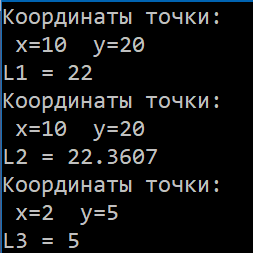 Координаты точки:
x=10  y=20
L1 = 22
Координаты точки:
x=10  y=20
L2 = 22.3607
Координаты точки:
x=2  y=5
L3 = 5